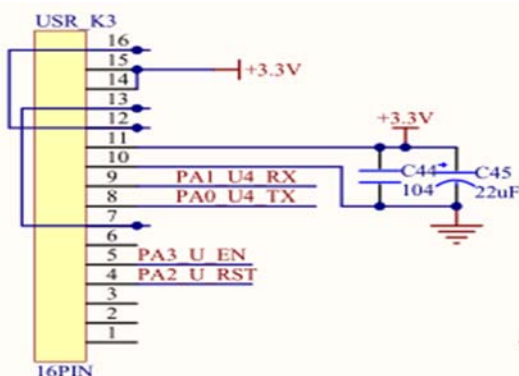 USR_K3
16
15
14
+3.3V
13
12
11
+3.3V
10
9
PA1_U4_RX
C44
104
C45
22uF
8
PA0_U4_TX
7
6
5
PA3_U_EN
4
PA2_U_RST
3
2
1
16PIN